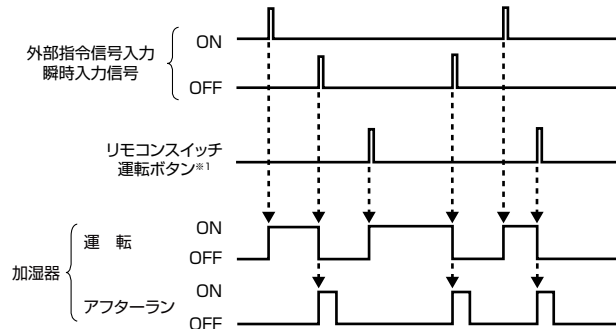 外部指令信号入力
瞬時入力信号
ON
OFF
リモコンスイッチ
運転ボタン※1
加湿器
運 転
ON
OFF
アフターラン
ON
OFF